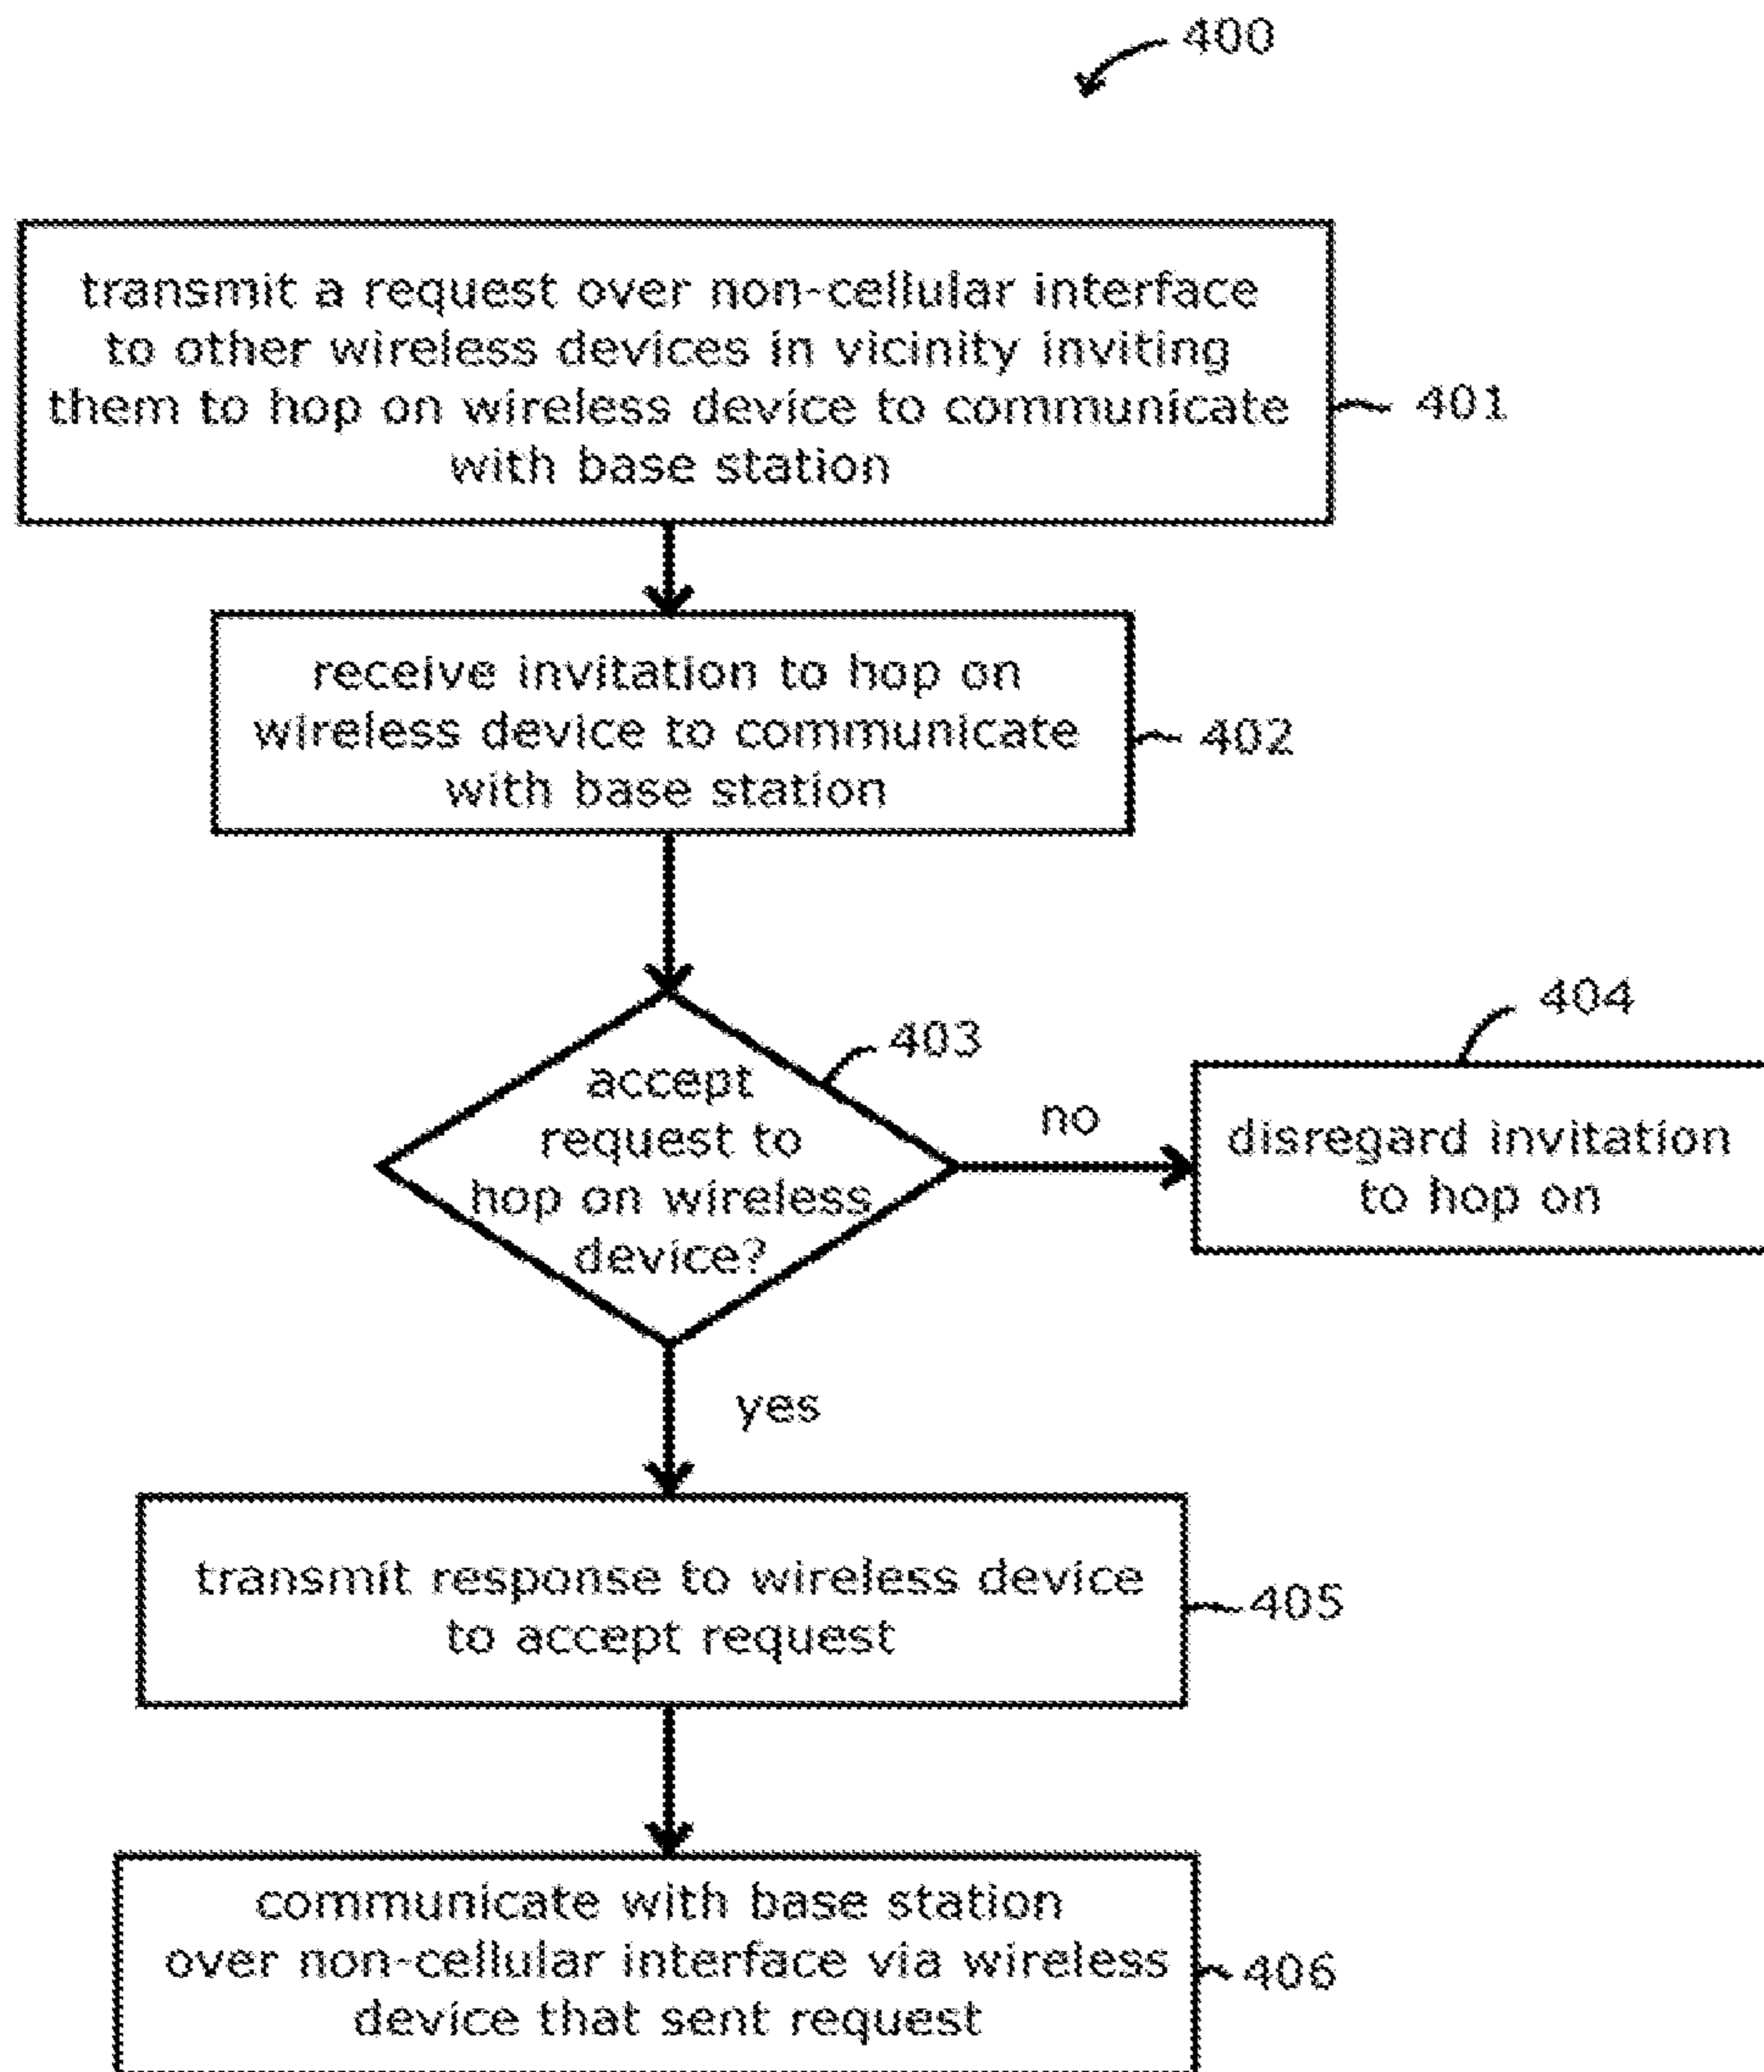 400
transmit a request over non-cellular interface
to other wireless devices in vicinity inviting
them to hop on wireless device to communicate
with base station
401
receive invitation to hop on
wireless device to communicate
with base station
402
403
accept
request to
hop on wireless
device?
no
404
disregard invitation
to hop on
yes
transmit response to wireless device
to accept request
405
communicate with base station
over non-cellular interface via wireless
device that sent request
406